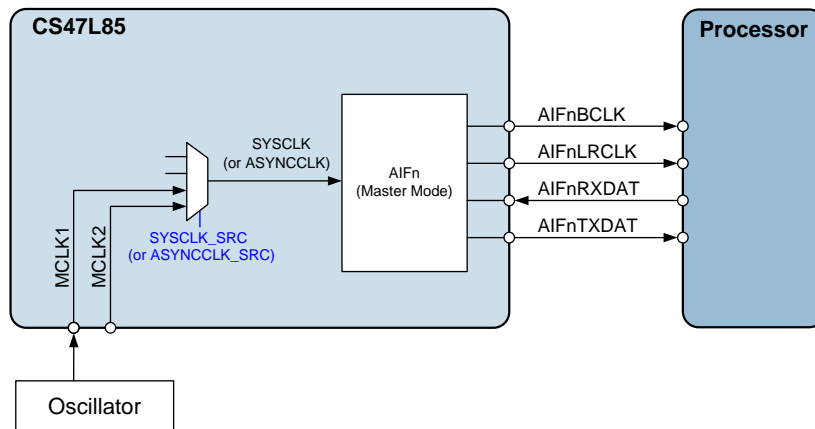 CS47L85
Processor
AIFnBCLK
SYSCLK
(or ASYNCCLK)
AIFnLRCLK
AIFn
(Master Mode)
AIFnRXDAT
AIFnTXDAT
SYSCLK_SRC
(or ASYNCCLK_SRC)
MCLK1
MCLK2
Oscillator